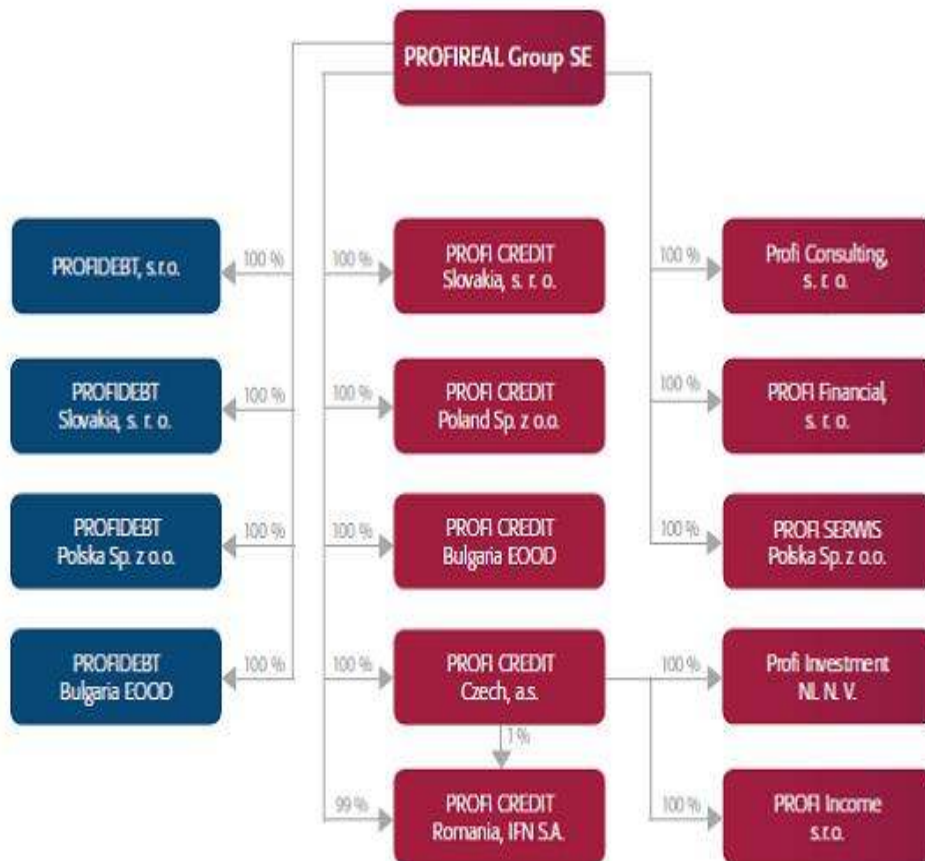 PROFIREAL Group SE
PROFIDEBT, s.r.o.
100 %
100 %
PROFI CREDIT
Slovakia, s. r. o.
100 %
Profi Consulting,
s. r. o.
PROFIDEBT
Slovakia, s. r. o.
100 %
100 %
PROFI CREDIT
Poland Sp. z o.o.
100 %
PROFI Financial,
s. r. o.
PROFIDEBT
Polska Sp. z o.o.
100 %
100 %
PROFI CREDIT
Bulgaria EOOD
100 %
PROFI SERWIS
Polska Sp. z o.o.
PROFIDEBT
Bulgaria EOOD
100 %
100 %
PROFI CREDIT
Czech, a.s.
100 %
Profi Investment
NL N. V.
1 %
99 %
PROFI CREDIT
Romania, IFN S.A.
100 %
PROFI Income
s.r.o.